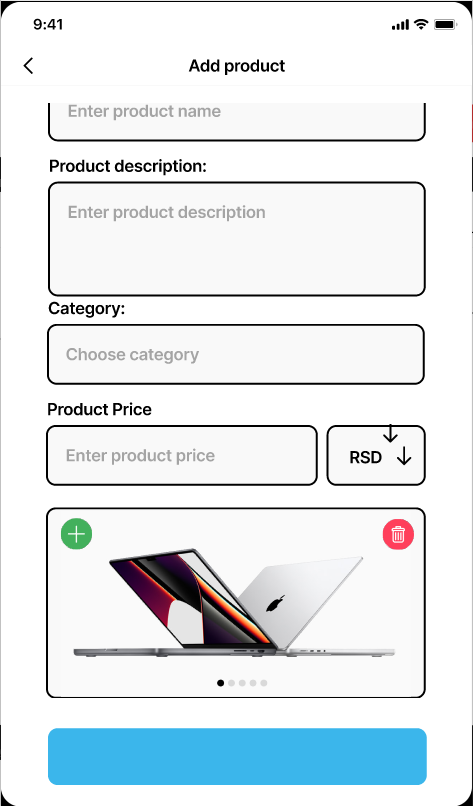 9:41
Add product
Enter product name
Product description:
Enter product description
Category:
Choose category
Product Price
Enter product price
RSD